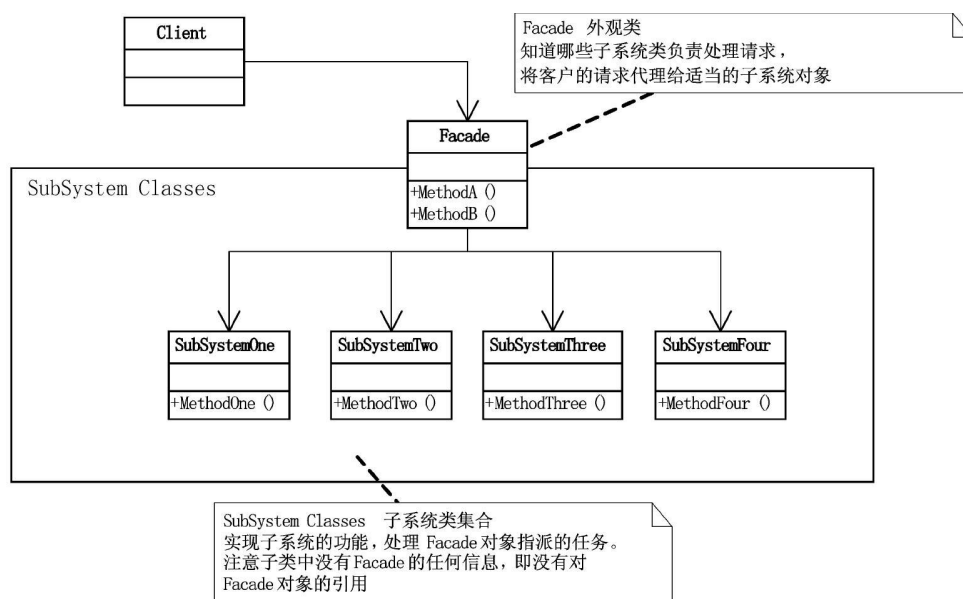 Client
Facade 外观类
知道哪些子系统类负责处理请求,
将客户的请求代理给适当的子系统对象
Facade
+MethodA ()
+MethodB ()
SubSystem Classes
SubSystemOne
+MethodOne ()
SubSystemTwo
+MethodTwo ()
SubSystemThree
+MethodThree ()
SubSystemFour
+MethodFour ()
SubSystem Classes 子系统类集合
实现子系统的功能, 处理 Facade 对象指派的任务。
注意子类中没有 Facade 的任何信息, 即没有对
Facade 对象的引用